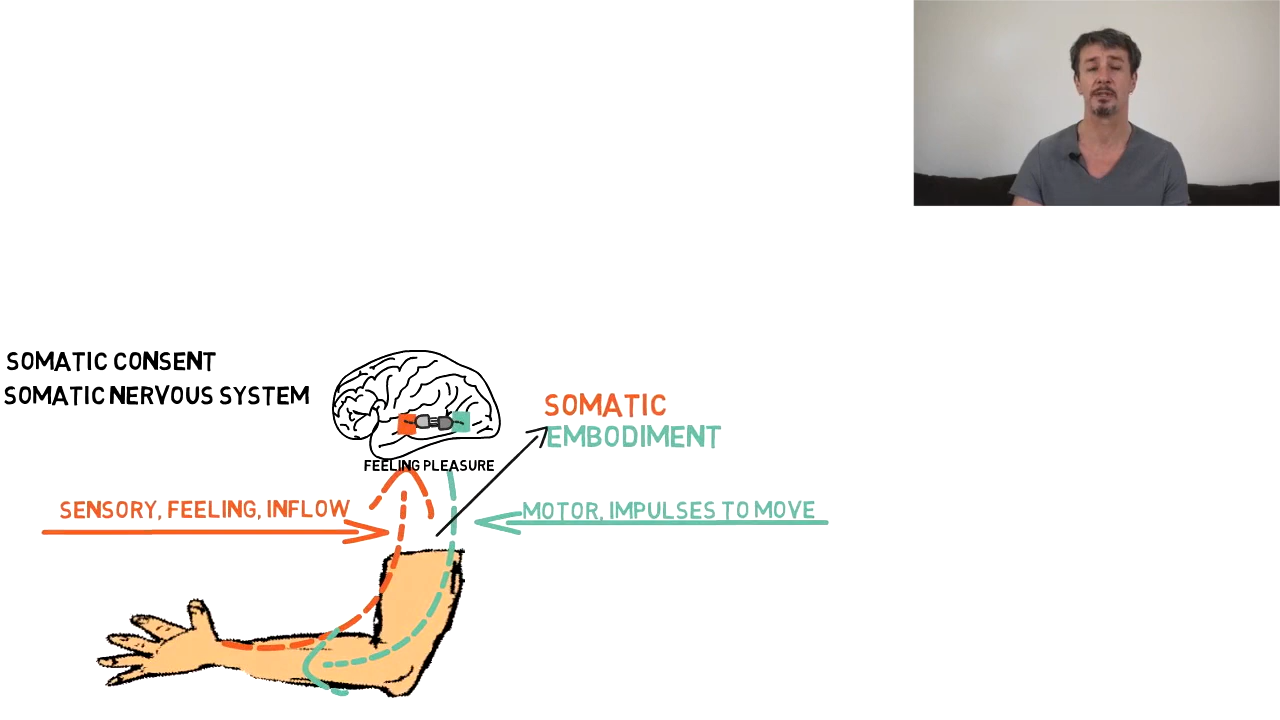 SOMATIC CONSENT
SOMATIC NERVOUS SYSTEM
SOMATIC
EMBODIMENT
FEELING PLEASURE
SENSORY, FEELING, INFLOW
MOTOR, IMPULSES TO MOVE